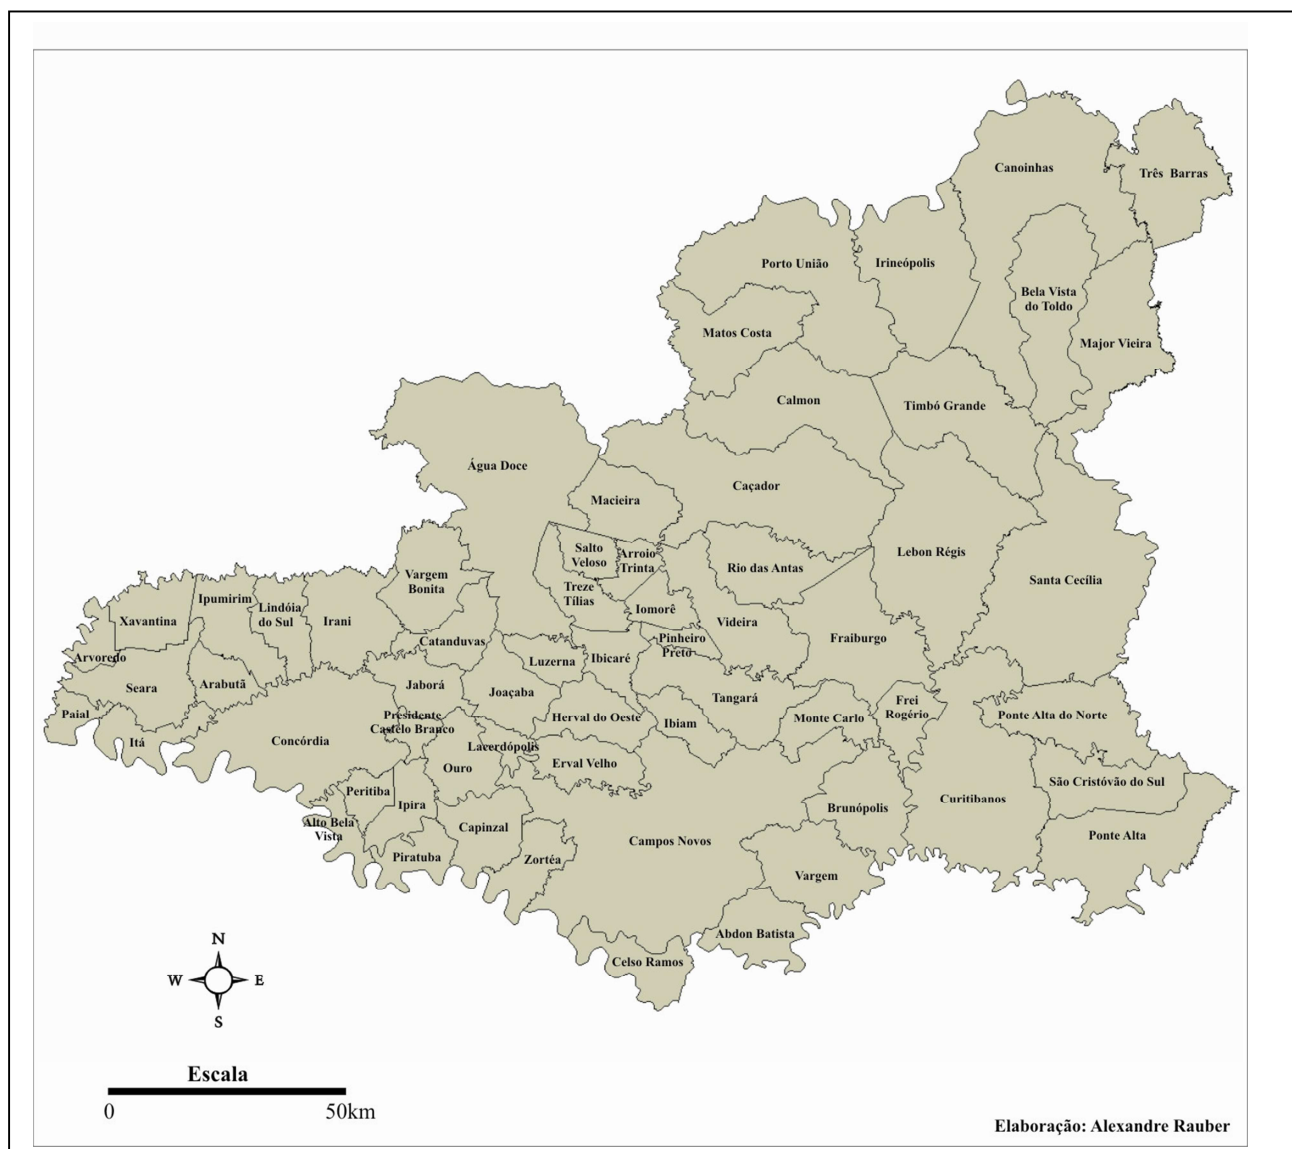 Canoinhas
Três Barras
Porto União
Irineópolis
Bela Vista
do Toldo
Matos Costa
Major Vieira
Calmon
Timbó Grande
Água Doce
Caçador
Macieira
Salto
Veloso
Arroio
Trinta
Lebon Régis
Rio das Antas
Santa Cecília
Vargem
Bonita
Treze
Tílias
Ipumirim
Lindóia
do Sul
Xavantina
Irani
Iomorê
Videira
Fraiburgo
Pinheiro
Preto
Catanduvas
Arvoredo
Luzerna
Ibicaré
Seara
Arabutã
Jaborá
Joaçaba
Tangará
Frei
Rogério
Paial
Presidente
Castelo Branco
Herval do Oeste
Ibiam
Monte Carlo
Ponte Alta do Norte
Itá
Concórdia
Lacerdópolis
Ouro
Erval Velho
São Cristóvão do Sul
Peritiba
Ipira
Curitibanos
Brunópolis
Alto Bela
Vista
Capinzal
Campos Novos
Ponte Alta
Piratuba
Zortéa
Vargem
Abdon Batista
Celso Ramos
N
W
E
S
Escala
0
50km
Elaboração: Alexandre Rauber